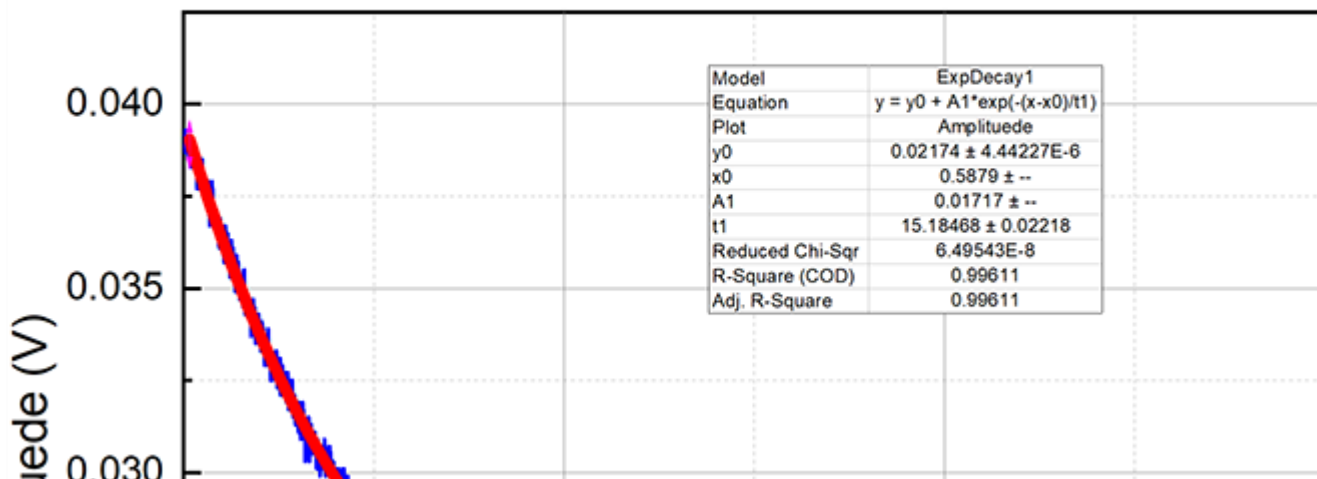 0.040
0.035
0.030
uede (V)
Model ExpDecay1
Equation y = y0 + A1*exp(-(x-x0)/t1)
Plot Amplituede
y0 0.02174 ± 4.44227E-6
x0 0.5879 ± --
A1 0.01717 ± --
t1 15.18468 ± 0.02218
Reduced Chi-Sqr 6.49543E-8
R-Square (COD) 0.99611
Adj. R-Square 0.99611